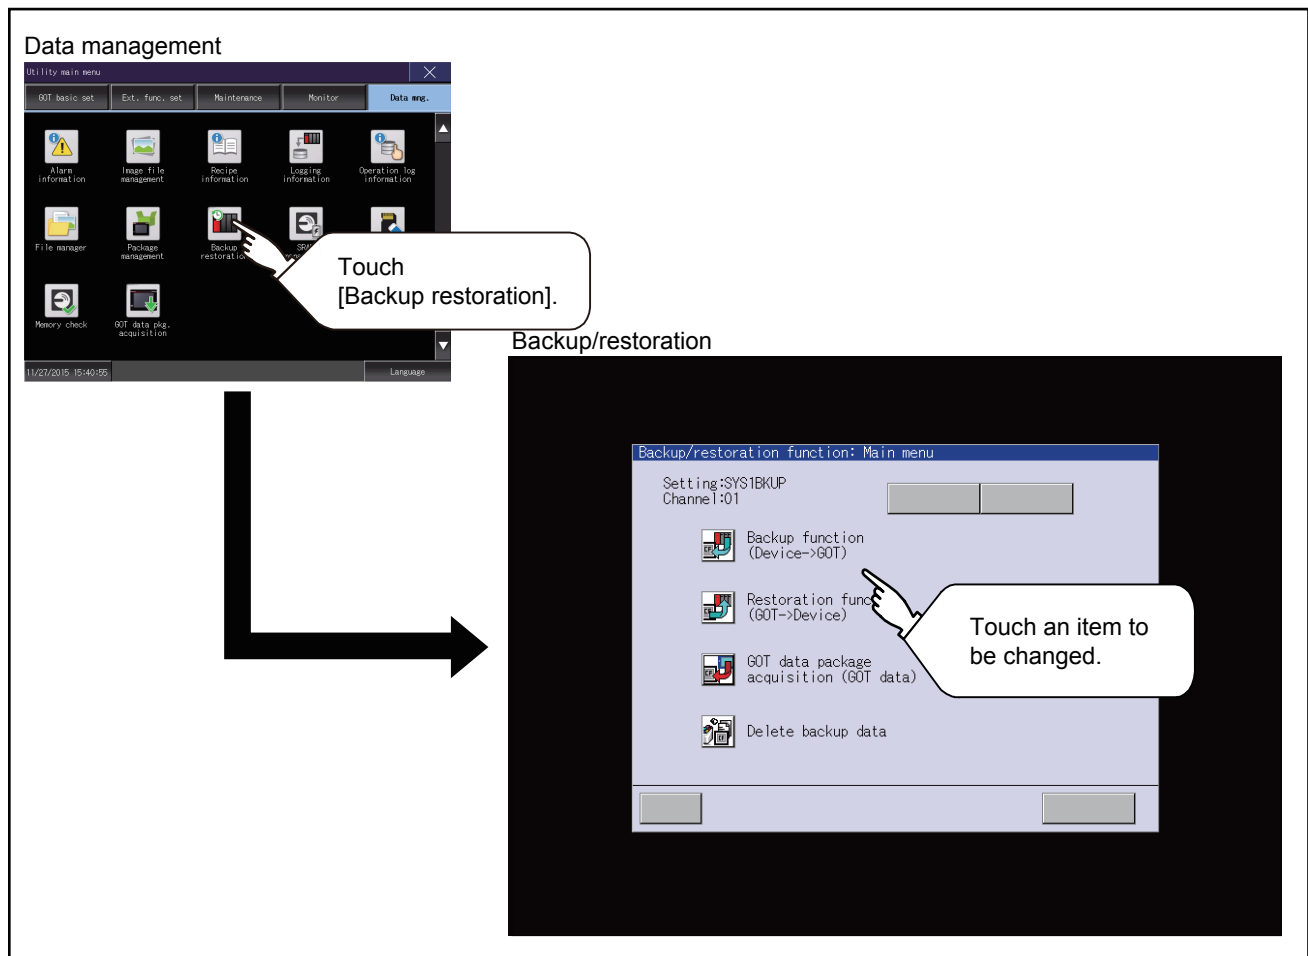 Data management
Utility main menu
GOT basic set
Ext. func. set
Maintenance
Monitor
Data mng.
Alarm
information
Image file
management
Recipe
information
Logging
information
Operation log
information
File manager
Package
management
Backup
restoration
Memory check
GOT data pkg.
acquisition
11/27/2015 15:40:55
Language
Touch
[Backup restoration].
Backup/restoration
Backup/restoration function: Main menu
Setting:SYS1BKUP
Channel:01
Backup function
(Device->GOT)
Restoration func
(GOT->Device)
GOT data package
acquisition (GOT data)
Delete backup data
Touch an item to
be changed.